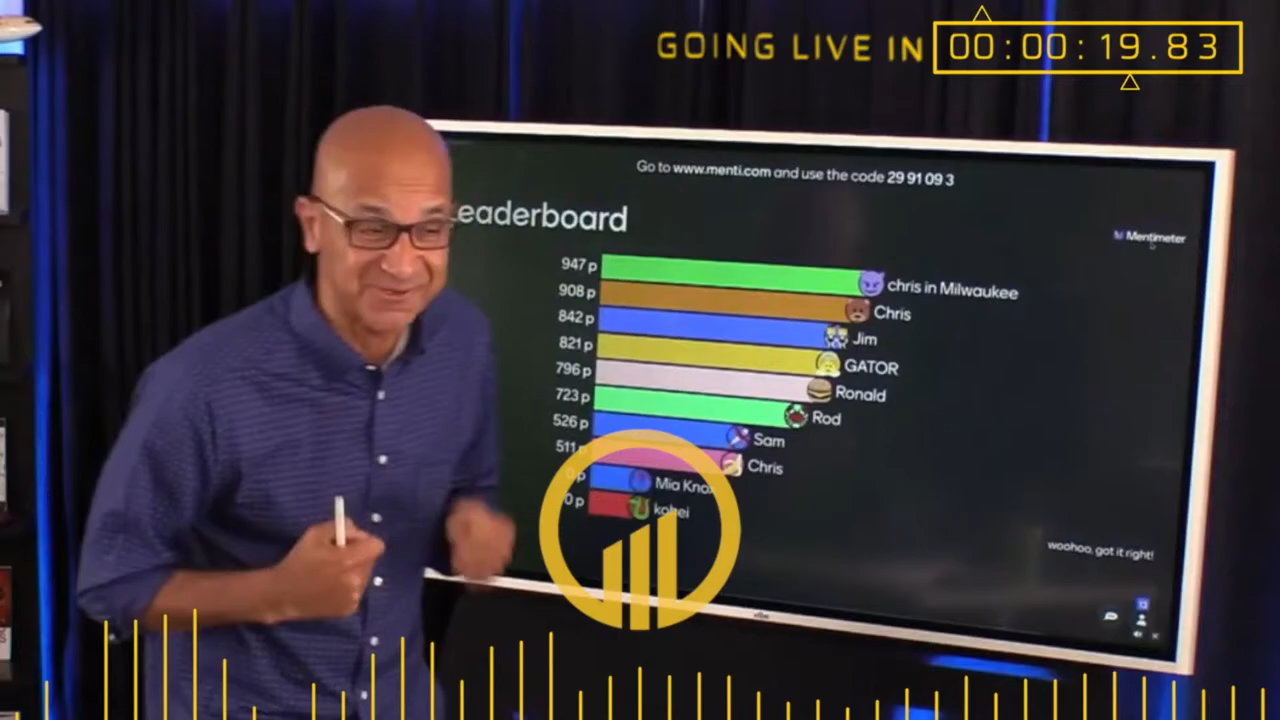 GOING LIVE IN 00:00:19.83
Go to www.menti.com and use the code 29 91 09 3
Leaderboard
Mentimeter
947 p chris in Milwaukee
908 p Chris
842 p Jim
821 p GATOR
796 p Ronald
723 p Rod
526 p Sam
511 p Chris
0 p Mia Knox
0 p kobei
woohoo, got it right!